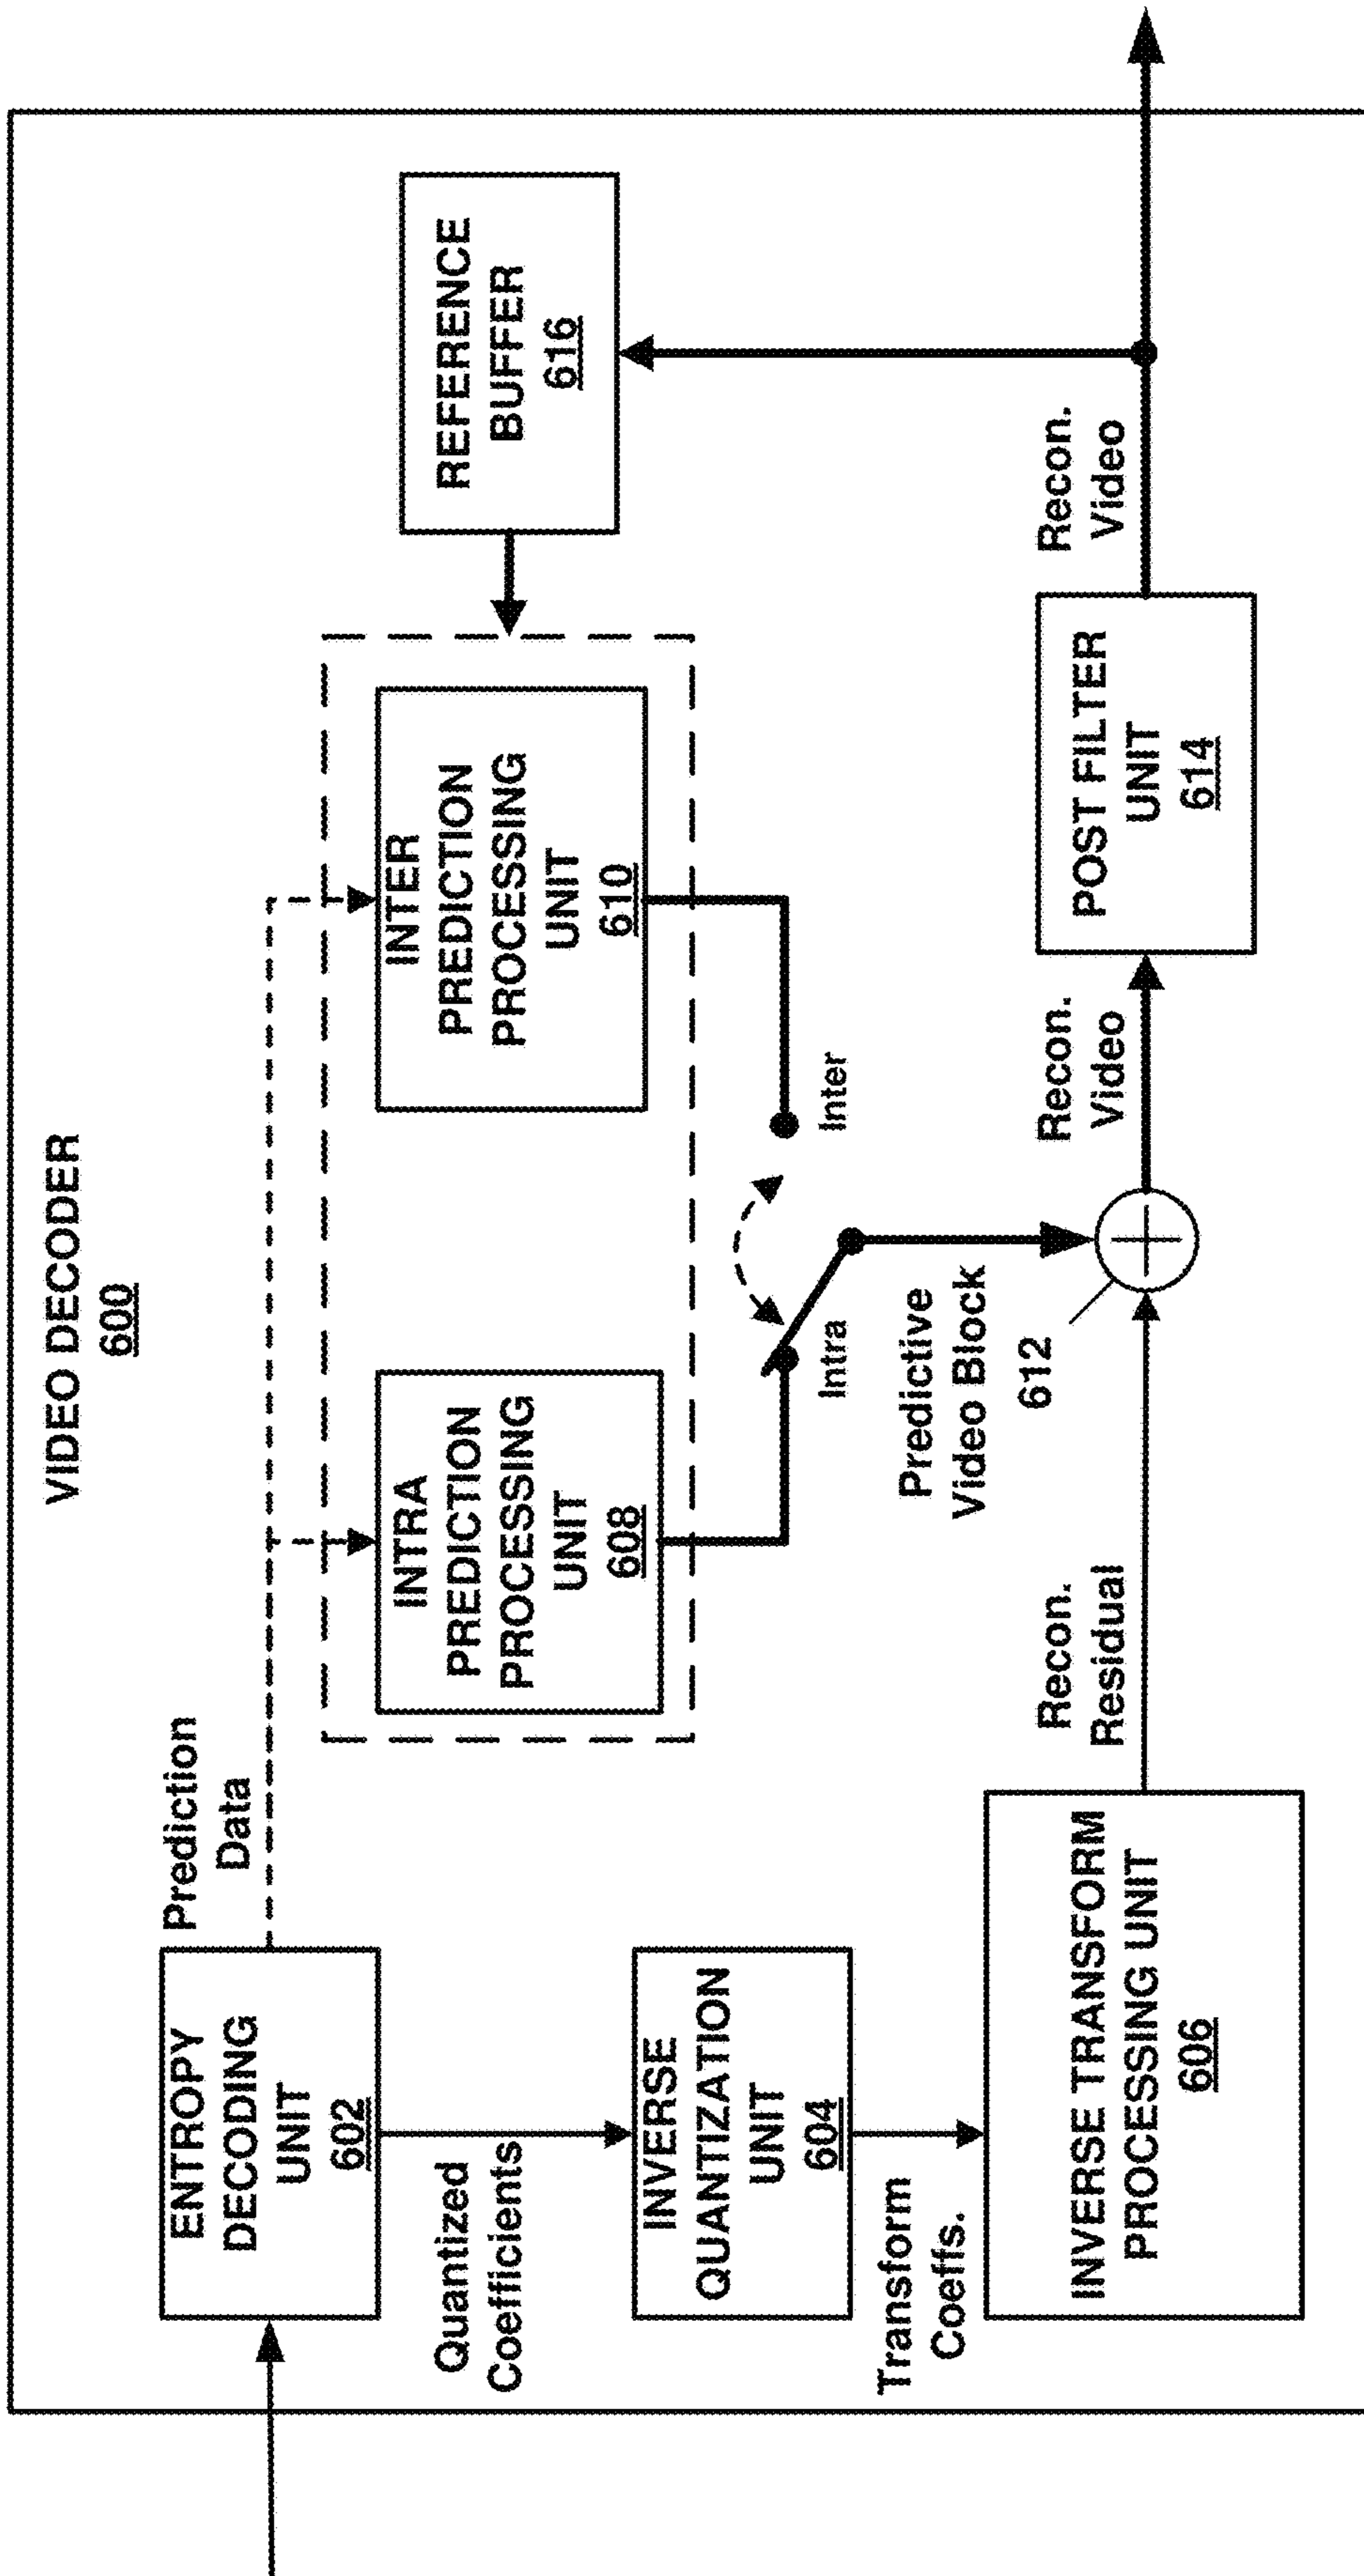 VIDEO DECODER
600
Prediction
Data
ENTROPY
DECODING
UNIT
602
Quantized
Coefficients
INVERSE
QUANTIZATION
UNIT
604
Transform
Coeffs.
INVERSE TRANSFORM
PROCESSING UNIT
606
Recon.
Residual
INTRA
PREDICTION
PROCESSING
UNIT
608
INTER
PREDICTION
PROCESSING
UNIT
610
Intra
Inter
Predictive
Video Block
612
Recon.
Video
POST FILTER
UNIT
614
Recon.
Video
REFERENCE
BUFFER
616